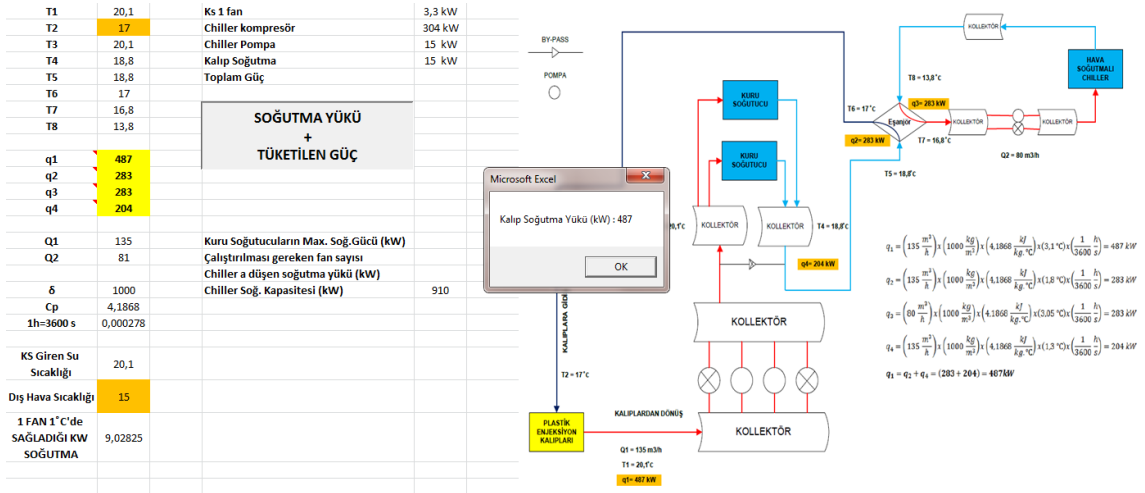 T1 20,1 Ks 1 fan 3,3 kW
T2 17 Chiller kompresör 304 kW
T3 20,1 Chiller Pompa 15 kW
T4 18,8 Kalıp Soğutma 15 kW
T5 18,8 Toplam Güç
T6 17
T7 16,8
T8 13,8
SOĞUTMA YÜKÜ
+
TÜKETİLEN GÜÇ
q1 487
q2 283
q3 283
q4 204
Q1 135 Kuru Soğutucuların Max. Soğ.Gücü (kW)
Q2 81 Çalıştırılması gereken fan sayısı
Chiller a düşen soğutma yükü (kW)
δ 1000 Chiller Soğ. Kapasitesi (kW) 910
Cp 4,1868
1h=3600 s 0,000278
KS Giren Su
Sıcaklığı 20,1
Dış Hava Sıcaklığı 15
1 FAN 1˚C'de
SAĞLADIĞI KW
SOĞUTMA 9,02825
Microsoft Excel
Kalıp Soğutma Yükü (kW) : 487
OK
BY-PASS
POMPA
KOLLEKTÖR
HAVA
SOĞUTMALI
CHILLER
T8 = 13,8˚C
q3= 283 kW
T6 = 17˚C
Eşanjör
KOLLEKTÖR
KOLLEKTÖR
q2= 283 kW
T7 = 16,8˚C
Q2 = 80 m3/h
T5 = 18,8˚C
KURU
SOĞUTUCU
KURU
SOĞUTUCU
0,1˚C
KOLLEKTÖR
KOLLEKTÖR
T4 = 18,8˚C
q4= 204 kW
KOLLEKTÖR
KALIPLARA GİDİ
T2 = 17˚C
KALIPLARDAN DÖNÜŞ
PLASTİK
ENJEKSİYON
KALIPLARI
KOLLEKTÖR
Q1 = 135 m3/h
T1 = 20,1˚C
q1= 487 kW
q₁ = (135 m³/h)x(1000 kg/m³)x(4,1868 kJ/kg.°C)x(3,1 °C)x(1/3600 h/s) = 487 kW
q₂ = (135 m³/h)x(1000 kg/m³)x(4,1868 kJ/kg.°C)x(1,8 °C)x(1/3600 h/s) = 283 kW
q₃ = (80 m³/h)x(1000 kg/m³)x(4,1868 kJ/kg.°C)x(3,05 °C)x(1/3600 h/s) = 283 kW
q₄ = (135 m³/h)x(1000 kg/m³)x(4,1868 kJ/kg.°C)x(1,3 °C)x(1/3600 h/s) = 204 kW
q₁ = q₂ + q₄ = (283 + 204) = 487kW